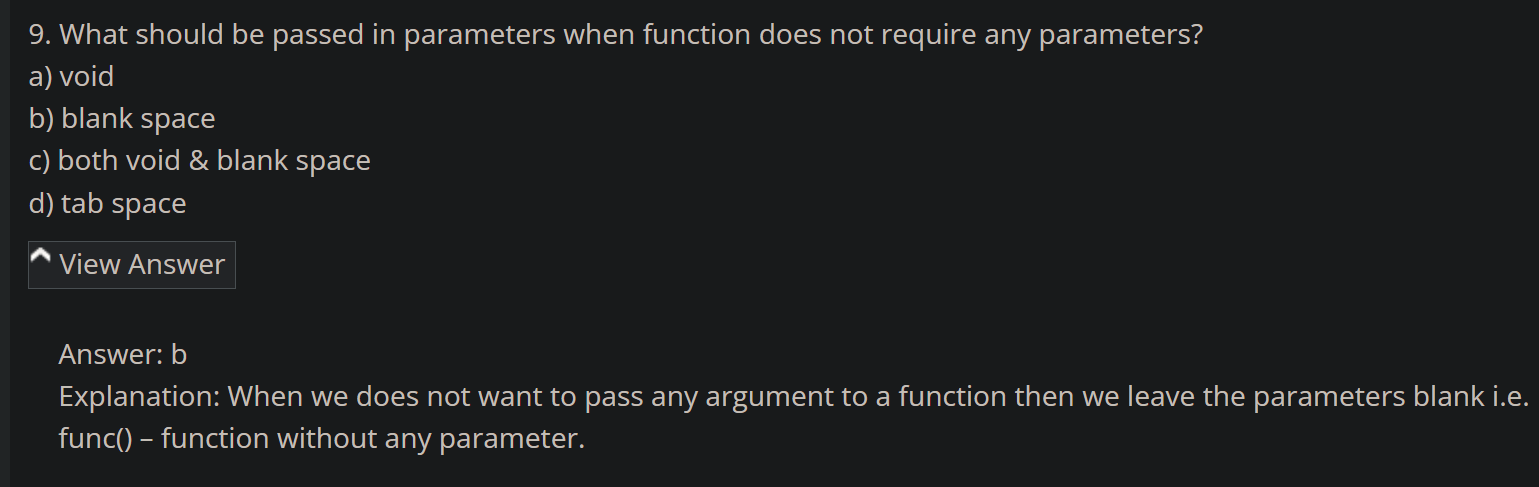 9. What should be passed in parameters when function does not require any parameters?
a) void
b) blank space
c) both void & blank space
d) tab space
View Answer
Answer: b
Explanation: When we does not want to pass any argument to a function then we leave the parameters blank i.e.
func() – function without any parameter.